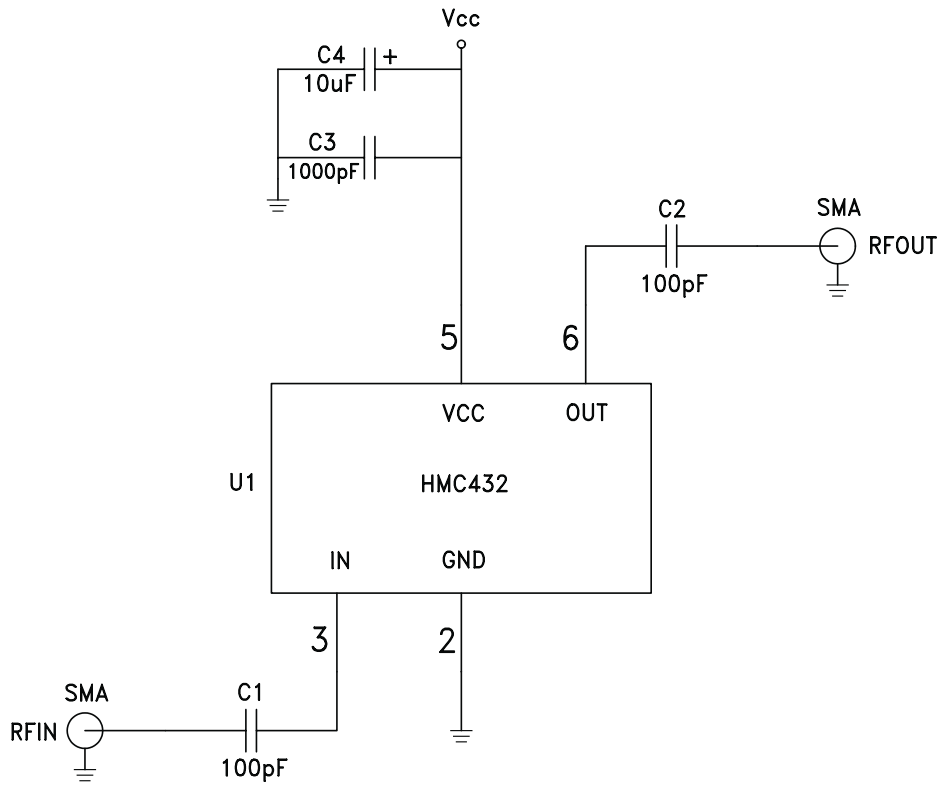 Vcc
C4
+
10uF
C3
1000pF
C2
SMA
RFOUT
100pF
5
6
VCC
OUT
U1
HMC432
IN
GND
3
2
SMA
C1
RFIN
100pF